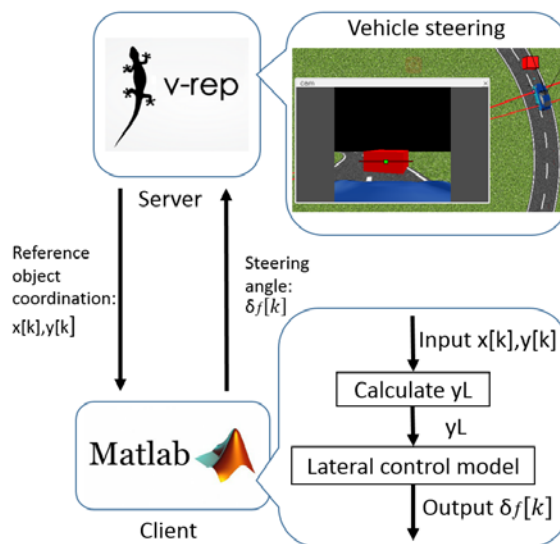 Vehicle steering
v-rep
cam
Server
Reference
object
coordination:
x[k],y[k]
Steering
angle:
δf[k]
Input x[k],y[k]
Calculate yL
yL
Matlab
Lateral control model
Output δf[k]
Client